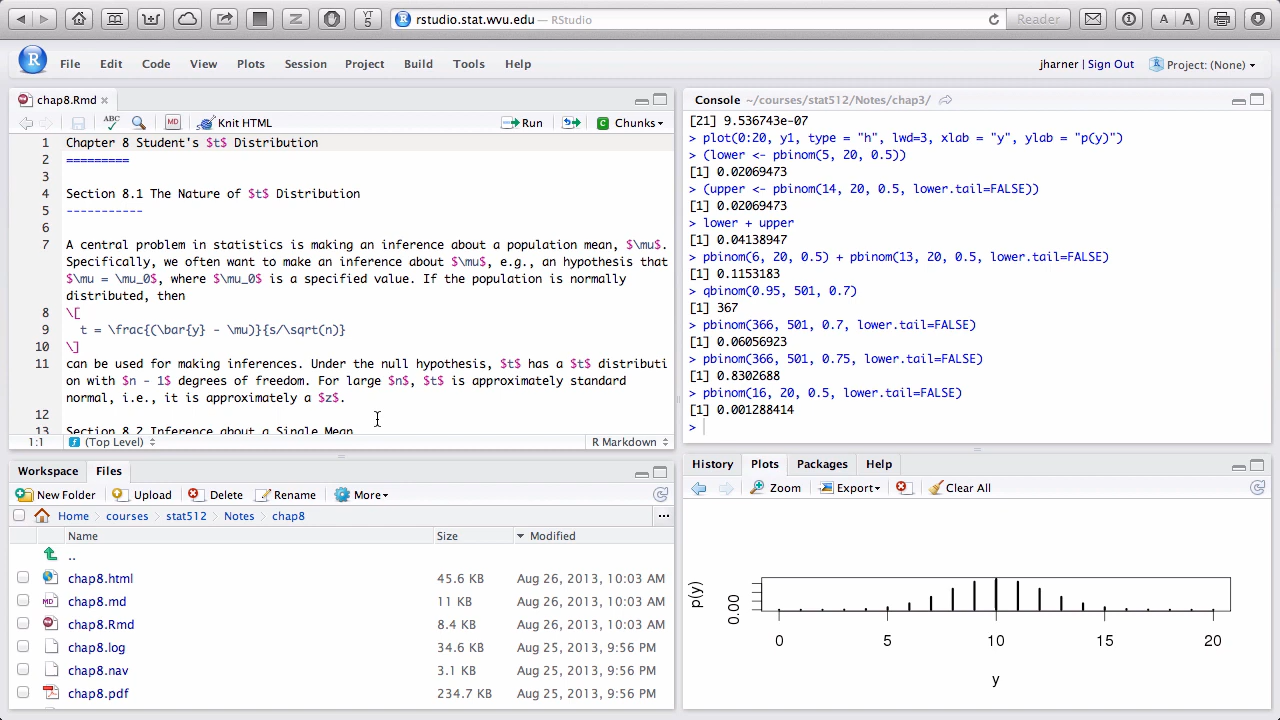 YT
5
rstudio.stat.wvu.edu — RStudio
Reader
A A
R
File Edit Code View Plots Session Project Build Tools Help
jharner | Sign Out
Project: (None)
chap8.Rmd
ABC
MD
Knit HTML
Run
Chunks
1 Chapter 8 Student's $t$ Distribution
2 =========
3
4 Section 8.1 The Nature of $t$ Distribution
5 -----------
6
7 A central problem in statistics is making an inference about a population mean, $\mu$.
Specifically, we often want to make an inference about $\mu$, e.g., an hypothesis that
$\mu = \mu_0$, where $\mu_0$ is a specified value. If the population is normally
distributed, then
8 \[
9 t = \frac{(\bar{y} - \mu)}{s/\sqrt(n)}
10 \]
11 can be used for making inferences. Under the null hypothesis, $t$ has a $t$ distributi
on with $n - 1$ degrees of freedom. For large $n$, $t$ is approximately standard
normal, i.e., it is approximately a $z$.
12
13 Section 8.2 Inference about a Single Mean
1:1 (Top Level) R Markdown
Console ~/courses/stat512/Notes/chap3/
[21] 9.536743e-07
> plot(0:20, y1, type = "h", lwd=3, xlab = "y", ylab = "p(y)")
> (lower <- pbinom(5, 20, 0.5))
[1] 0.02069473
> (upper <- pbinom(14, 20, 0.5, lower.tail=FALSE))
[1] 0.02069473
> lower + upper
[1] 0.04138947
> pbinom(6, 20, 0.5) + pbinom(13, 20, 0.5, lower.tail=FALSE)
[1] 0.1153183
> qbinom(0.95, 501, 0.7)
[1] 367
> pbinom(366, 501, 0.7, lower.tail=FALSE)
[1] 0.06056923
> pbinom(366, 501, 0.75, lower.tail=FALSE)
[1] 0.8302688
> pbinom(16, 20, 0.5, lower.tail=FALSE)
[1] 0.001288414
>
Workspace Files
New Folder Upload Delete Rename More
Home courses stat512 Notes chap8 ...
Name Size Modified
..
chap8.html 45.6 KB Aug 26, 2013, 10:03 AM
chap8.md 11 KB Aug 26, 2013, 10:03 AM
chap8.Rmd 8.4 KB Aug 26, 2013, 10:03 AM
chap8.log 34.6 KB Aug 25, 2013, 9:56 PM
chap8.nav 3.1 KB Aug 25, 2013, 9:56 PM
chap8.pdf 234.7 KB Aug 25, 2013, 9:56 PM
History Plots Packages Help
Zoom Export Clear All
p(y)
0.00
0 5 10 15 20
y